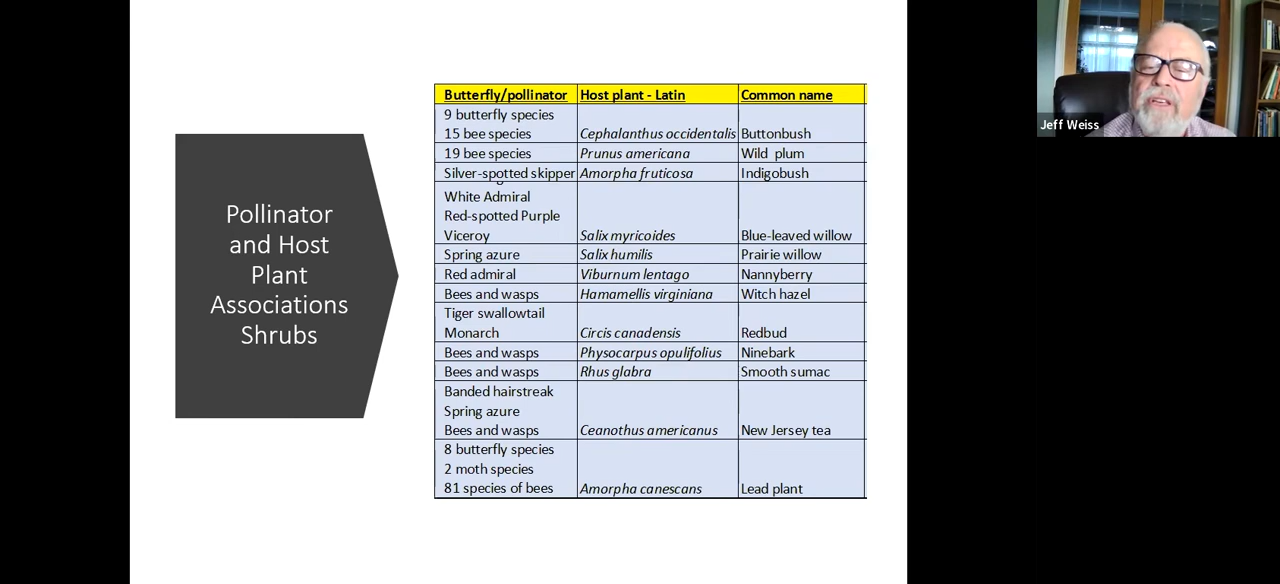 Pollinator
and Host
Plant
Associations
Shrubs
Butterfly/pollinator Host plant - Latin Common name
9 butterfly species
15 bee species Cephalanthus occidentalis Buttonbush
19 bee species Prunus americana Wild plum
Silver-spotted skipper Amorpha fruticosa Indigobush
White Admiral
Red-spotted Purple
Viceroy Salix myricoides Blue-leaved willow
Spring azure Salix humilis Prairie willow
Red admiral Viburnum lentago Nannyberry
Bees and wasps Hamamellis virginiana Witch hazel
Tiger swallowtail
Monarch Circis canadensis Redbud
Bees and wasps Physocarpus opulifolius Ninebark
Bees and wasps Rhus glabra Smooth sumac
Banded hairstreak
Spring azure
Bees and wasps Ceanothus americanus New Jersey tea
8 butterfly species
2 moth species
81 species of bees Amorpha canescans Lead plant
Jeff Weiss